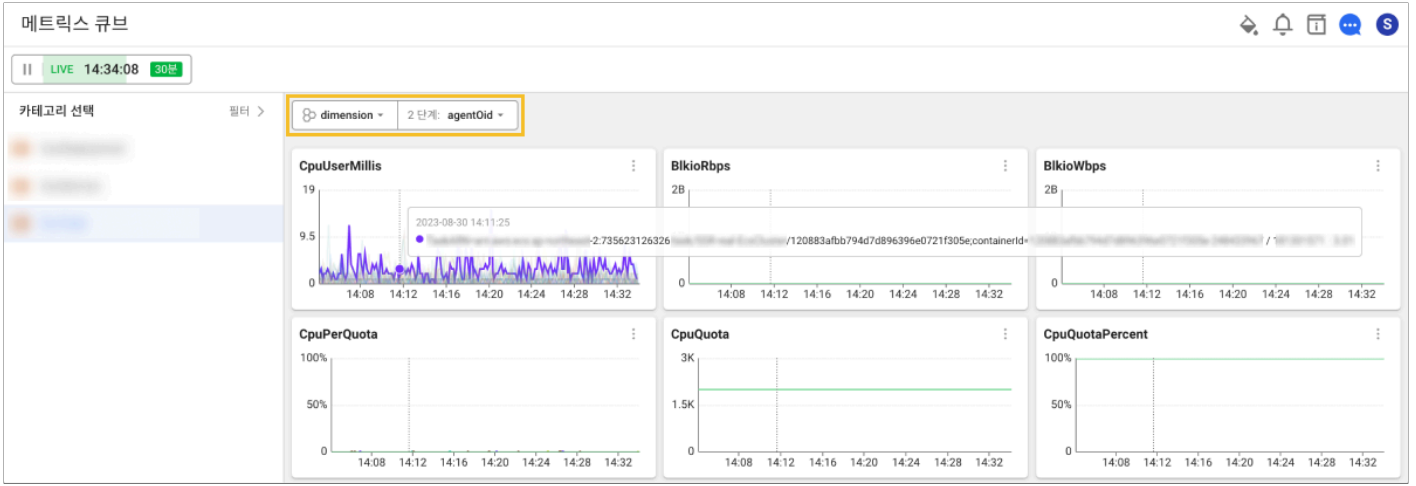 메트릭스 큐브
S
LIVE 14:34:08 30분
카테고리 선택 필터
dimension 2 단계: agentOid
CpuUserMillis
19
9.5
0
14:08 14:12 14:16 14:20 14:24 14:28 14:32
BlkioRbps
2B
0
14:08 14:12 14:16 14:20 14:24 14:28 14:32
BlkioWbps
2B
0
14:08 14:12 14:16 14:20 14:24 14:28 14:32
2023-08-30 14:11:25
-2:735623126326 /120883afbb794d7d896396e0721f305e;containerId= / 1
CpuPerQuota
100%
50%
0
14:08 14:12 14:16 14:20 14:24 14:28 14:32
CpuQuota
3K
1.5K
0
14:08 14:12 14:16 14:20 14:24 14:28 14:32
CpuQuotaPercent
100%
50%
0
14:08 14:12 14:16 14:20 14:24 14:28 14:32